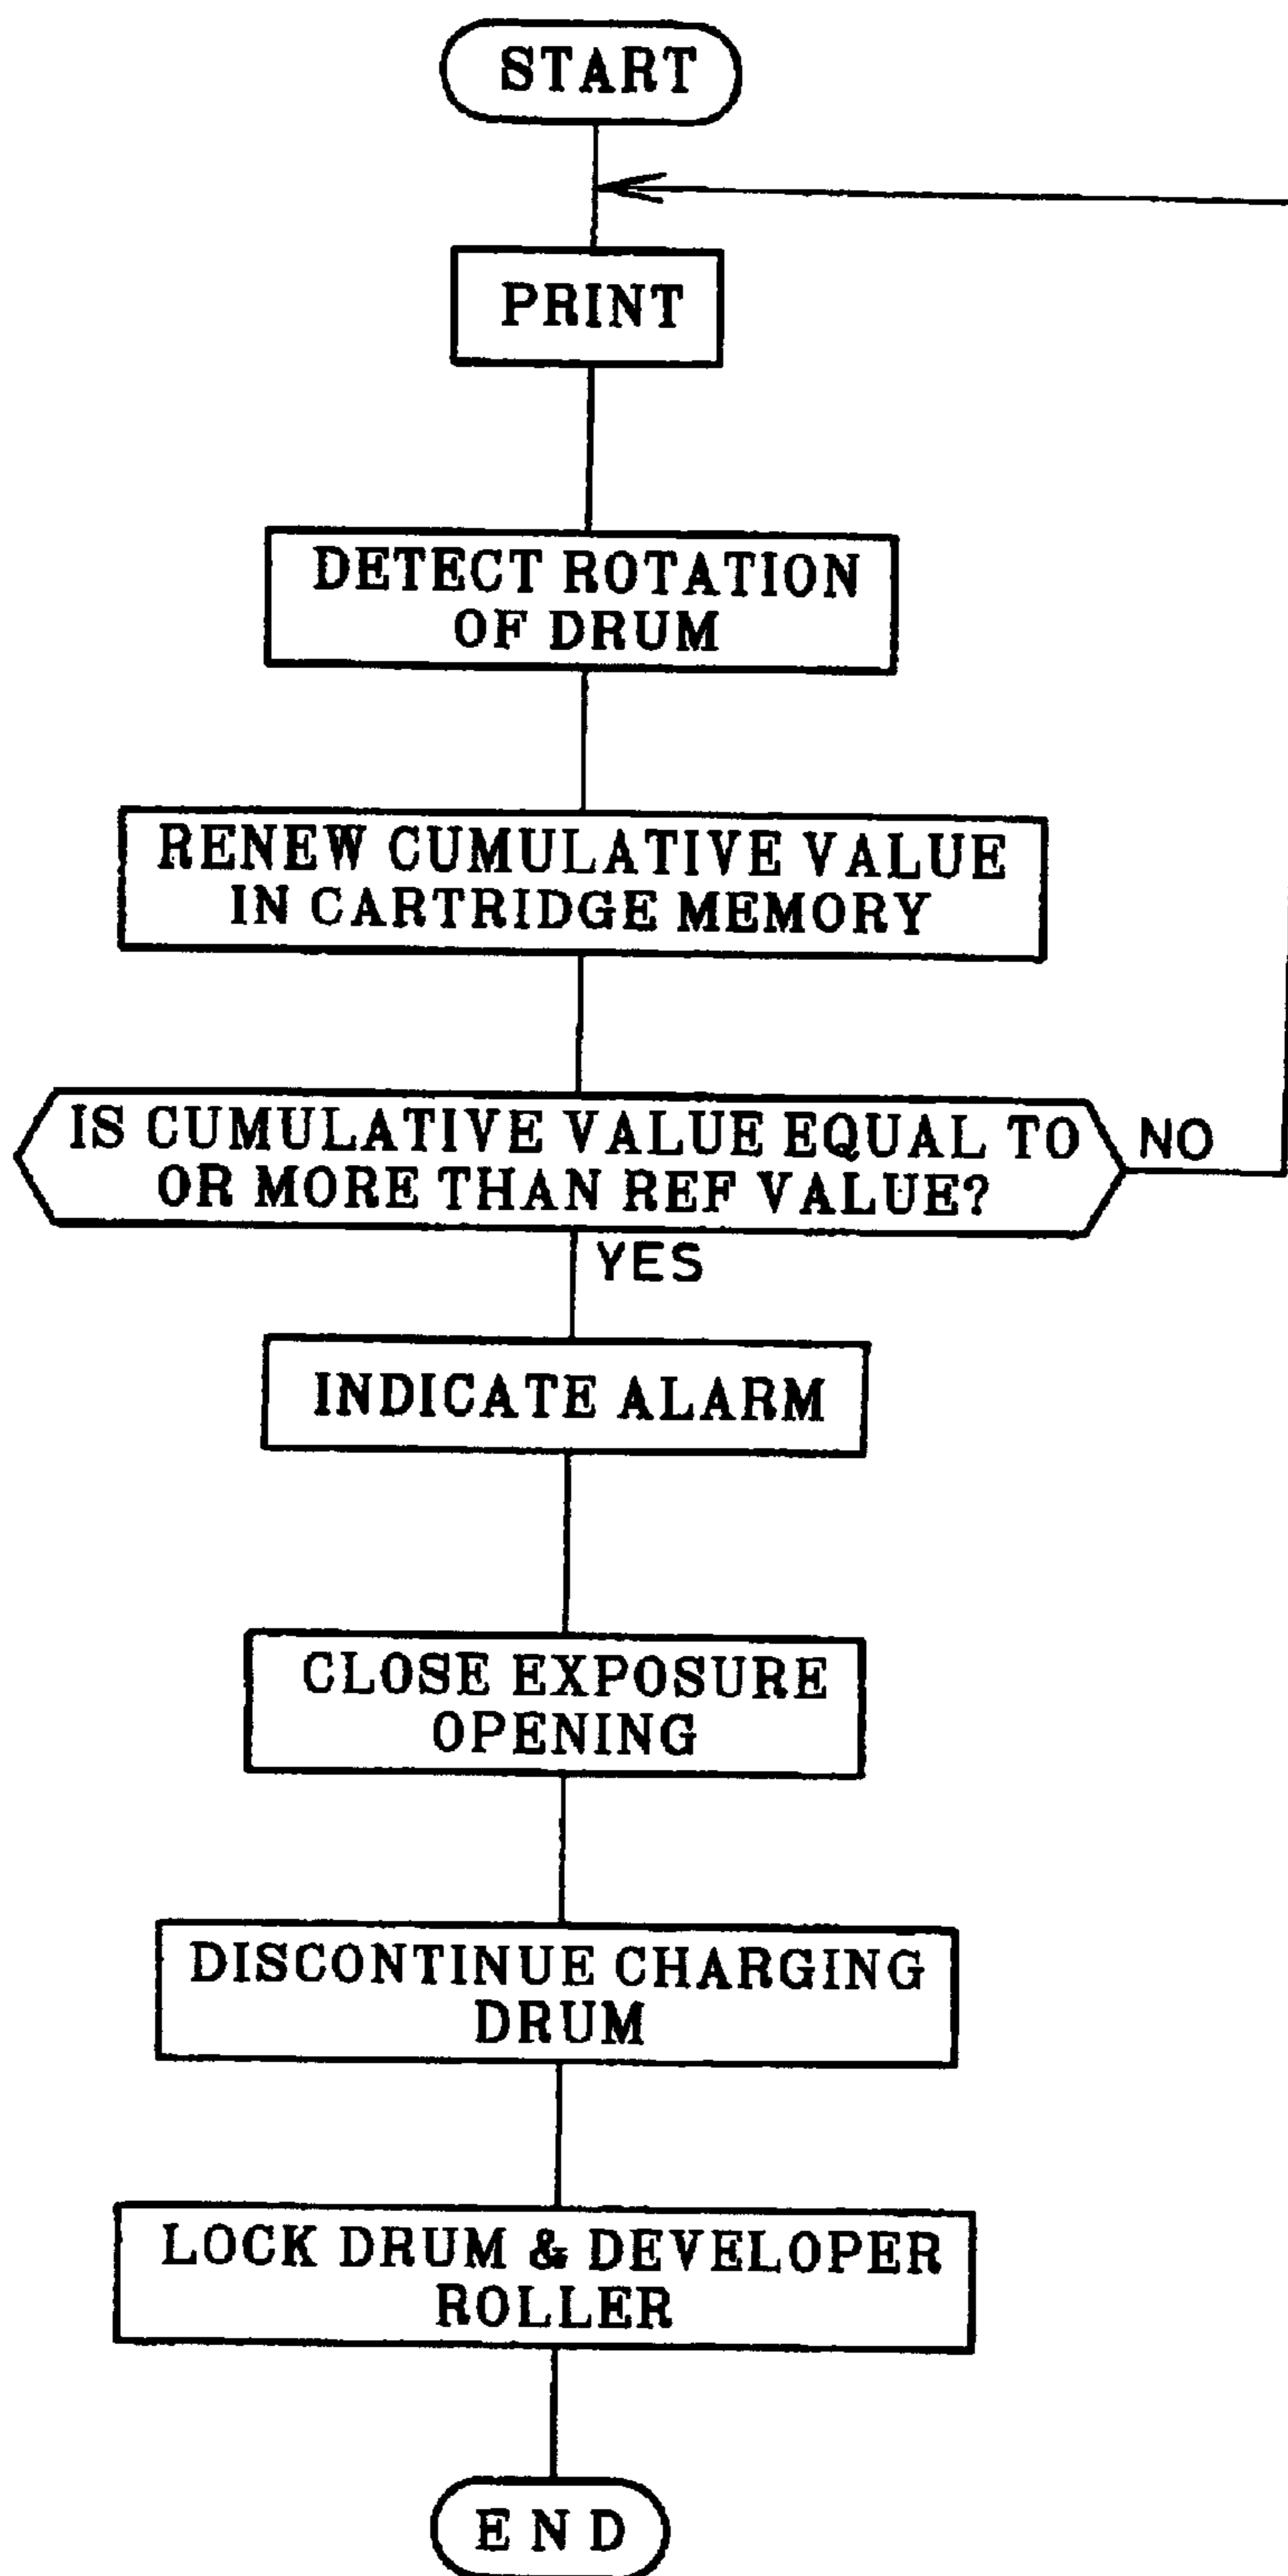 START
PRINT
DETECT ROTATION
OF DRUM
RENEW CUMULATIVE VALUE
IN CARTRIDGE MEMORY
IS CUMULATIVE VALUE EQUAL TO
OR MORE THAN REF VALUE?
NO
YES
INDICATE ALARM
CLOSE EXPOSURE
OPENING
DISCONTINUE CHARGING
DRUM
LOCK DRUM & DEVELOPER
ROLLER
END